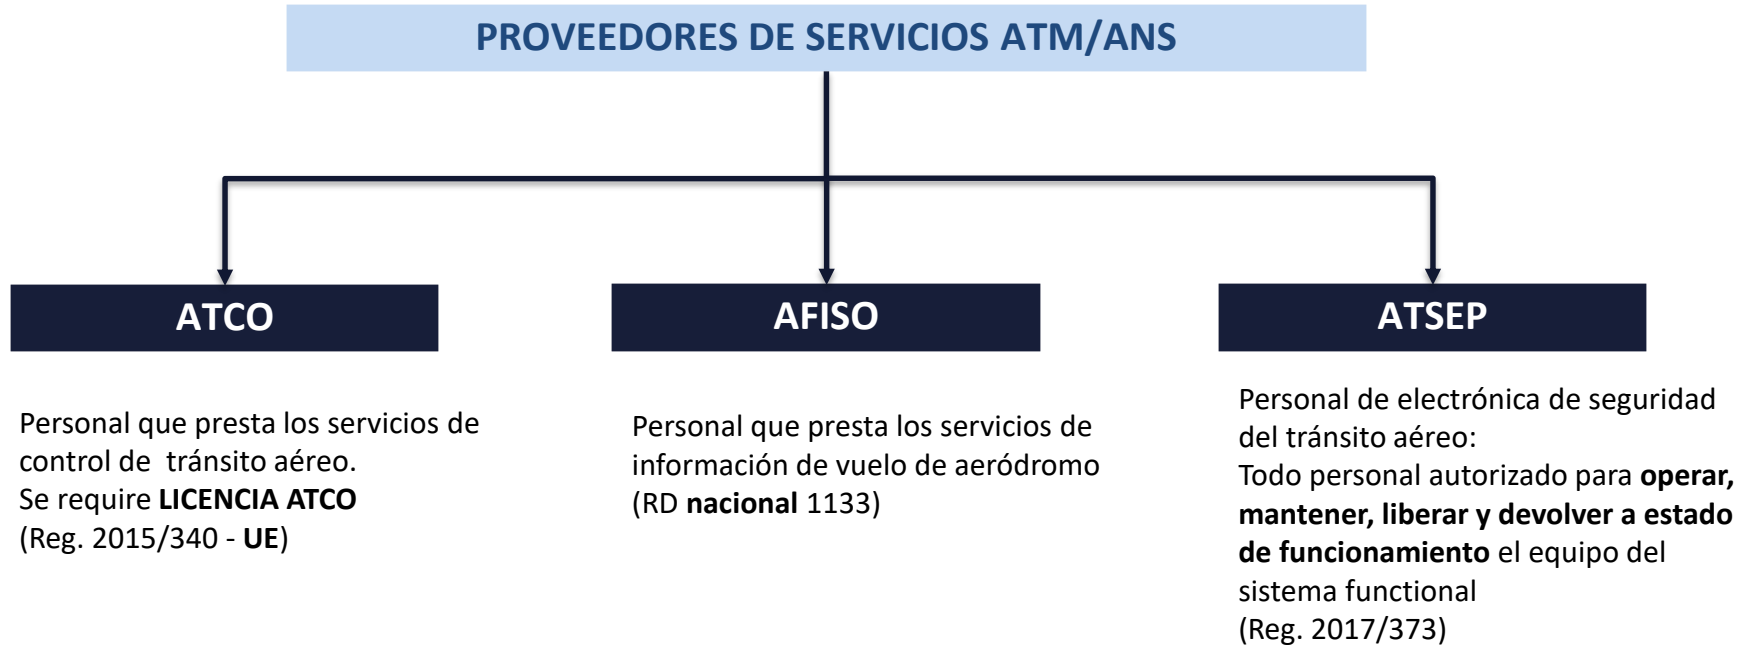 PROVEEDORES DE SERVICIOS ATM/ANS
ATCO
Personal que presta los servicios de
control de tránsito aéreo.
Se require LICENCIA ATCO
(Reg. 2015/340 - UE)
AFISO
Personal que presta los servicios de
información de vuelo de aeródromo
(RD nacional 1133)
ATSEP
Personal de electrónica de seguridad
del tránsito aéreo:
Todo personal autorizado para operar,
mantener, liberar y devolver a estado
de funcionamiento el equipo del
sistema functional
(Reg. 2017/373)